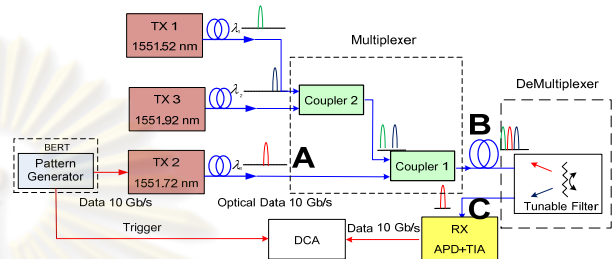 TX 1
1551.52 nm
Multiplexer
TX 3
1551.92 nm
Coupler 2
DeMultiplexer
BERT
Pattern
Generator
TX 2
1551.72 nm
A
Coupler 1
B
Tunable Filter
Data 10 Gb/s
Optical Data 10 Gb/s
Trigger
DCA
Data 10 Gb/s
C
RX
APD+TIA